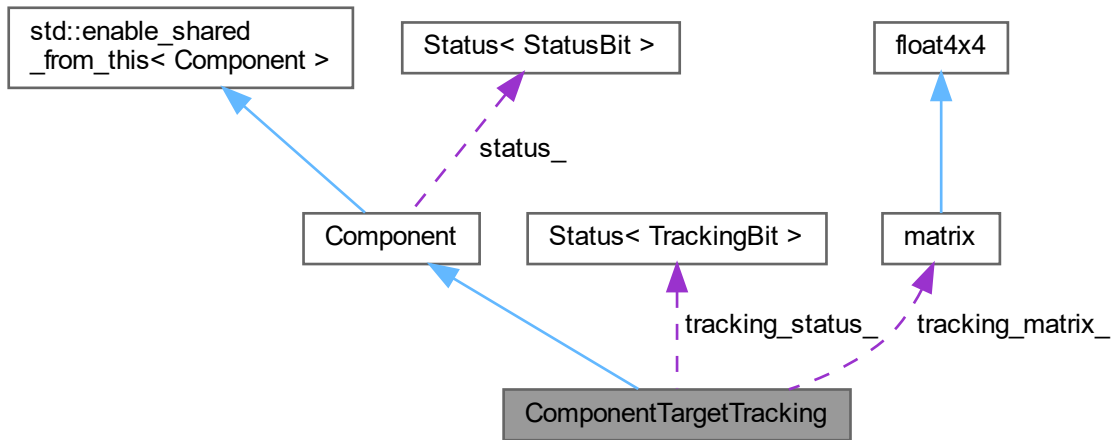 std::enable_shared
_from_this< Component >
Status< StatusBit >
float4x4
status_
Component
Status< TrackingBit >
matrix
tracking_status_
tracking_matrix_
ComponentTargetTracking